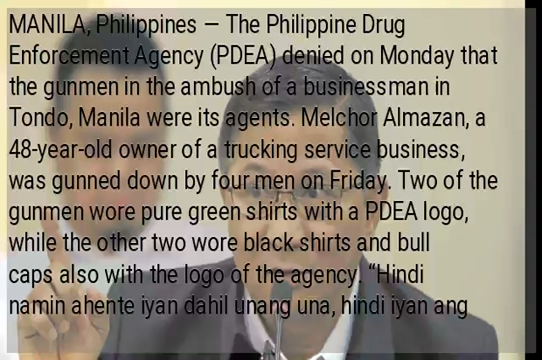 MANILA, Philippines — The Philippine Drug
Enforcement Agency (PDEA) denied on Monday that
the gunmen in the ambush of a businessman in
Tondo, Manila were its agents. Melchor Almazan, a
48-year-old owner of a trucking service business,
was gunned down by four men on Friday. Two of the
gunmen wore pure green shirts with a PDEA logo,
while the other two wore black shirts and bull
caps also with the logo of the agency. “Hindi
namin ahente iyan dahil unang una, hindi iyan ang